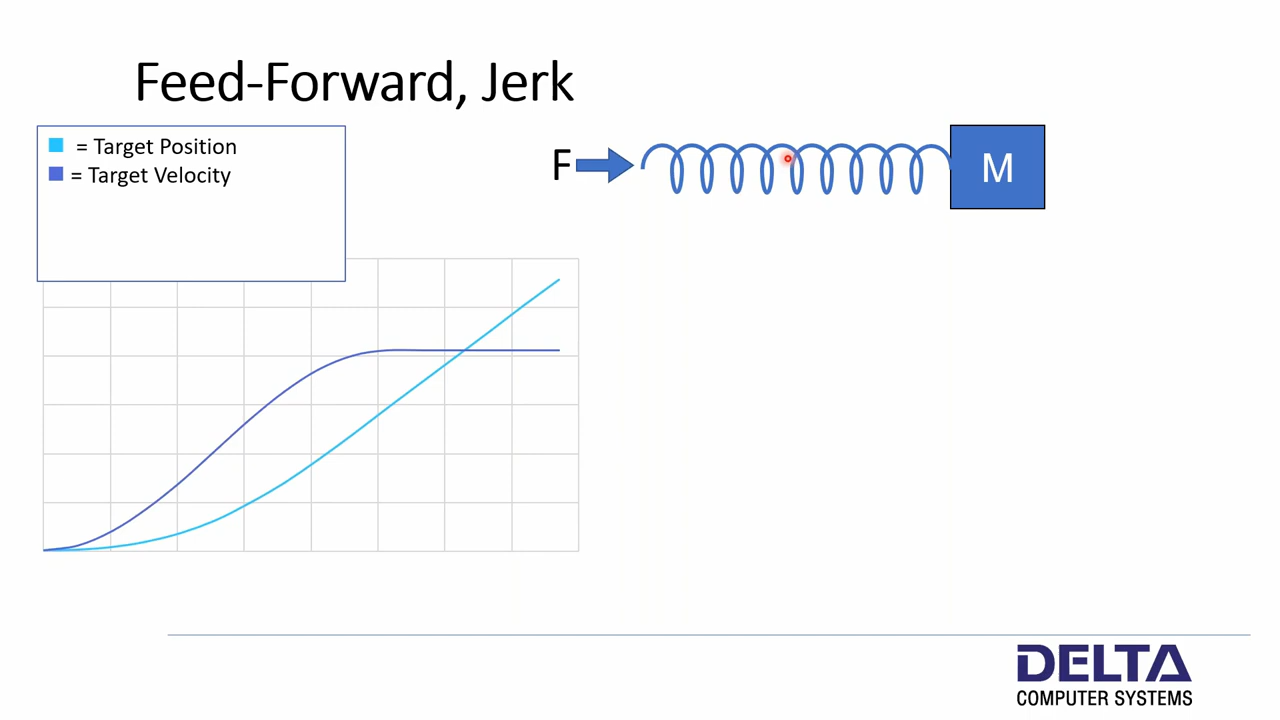 Feed-Forward, Jerk
= Target Position
= Target Velocity
F
M
DELTA
COMPUTER SYSTEMS